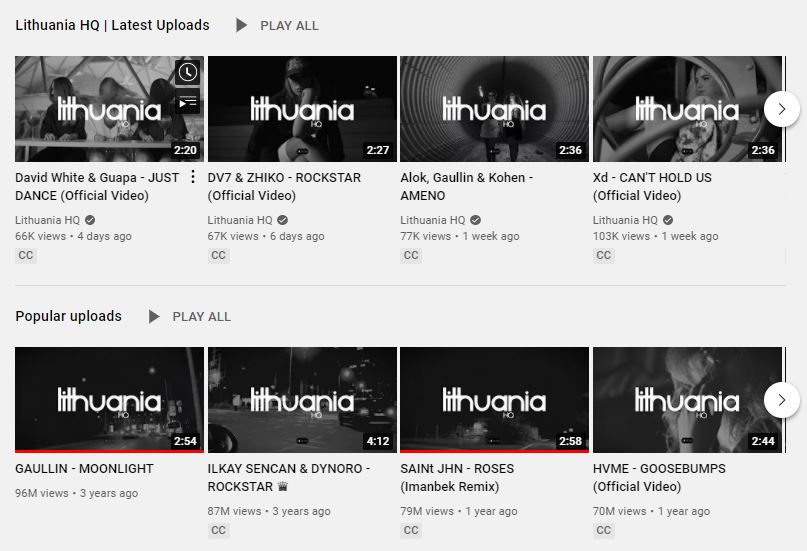 Lithuania HQ | Latest Uploads PLAY ALL
lithuania HQ
lithuania HQ
lithuania HQ
lithuania HQ
2:20
2:27
2:36
2:36
David White & Guapa - JUST
DANCE (Official Video)
Lithuania HQ
66K views • 4 days ago
CC
DV7 & ZHIKO - ROCKSTAR
(Official Video)
Lithuania HQ
67K views • 6 days ago
CC
Alok, Gaullin & Kohen -
AMENO
Lithuania HQ
77K views • 1 week ago
CC
Xd - CAN'T HOLD US
(Official Video)
Lithuania HQ
103K views • 1 week ago
CC
Popular uploads PLAY ALL
lithuania HQ
lithuania HQ
lithuania HQ
lithuania HQ
2:54
4:12
2:58
2:44
GAULLIN - MOONLIGHT
96M views • 3 years ago
ILKAY SENCAN & DYNORO -
ROCKSTAR ♛
87M views • 3 years ago
CC
SAINt JHN - ROSES
(Imanbek Remix)
79M views • 1 year ago
CC
HVME - GOOSEBUMPS
(Official Video)
70M views • 1 year ago
CC